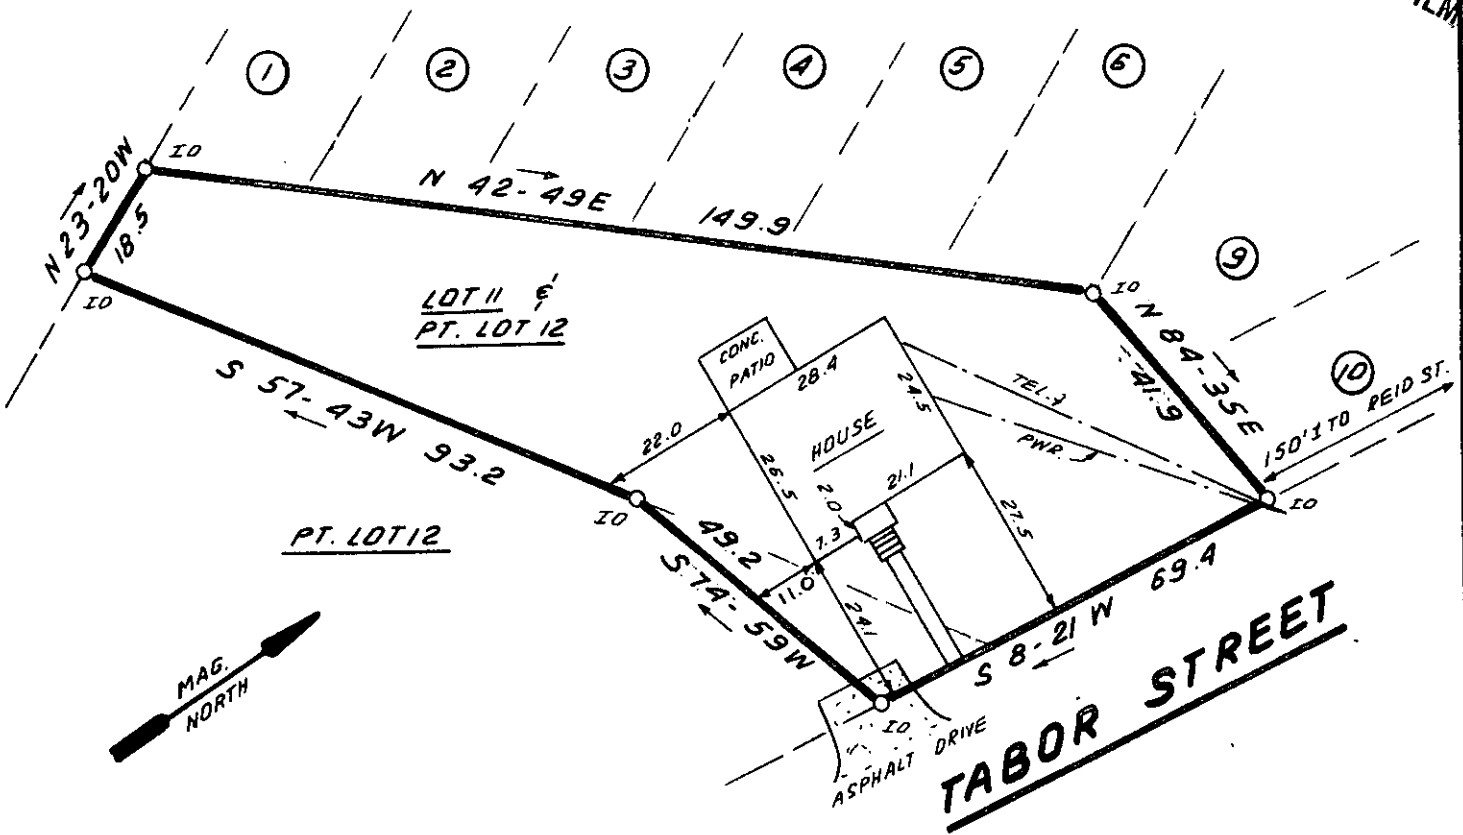 1
2
3
4
5
6
9
10
N 23-20W
18.5
IO
N 42-49E
149.9
IO
IO
N 84-35E
41.9
150'± TO REID ST.
LOT 11 &
PT. LOT 12
S 57-43W 93.2
CONC.
PATIO
28.4
24.5
TEL.
PWR.
HOUSE
22.0
26.5
2.0
21.1
27.5
7.3
IO
IO
49.2
S 74-59W
11.0
24.1
S 8-21 W
69.4
PT. LOT 12
MAG.
NORTH
IO
ASPHALT DRIVE
TABOR STREET